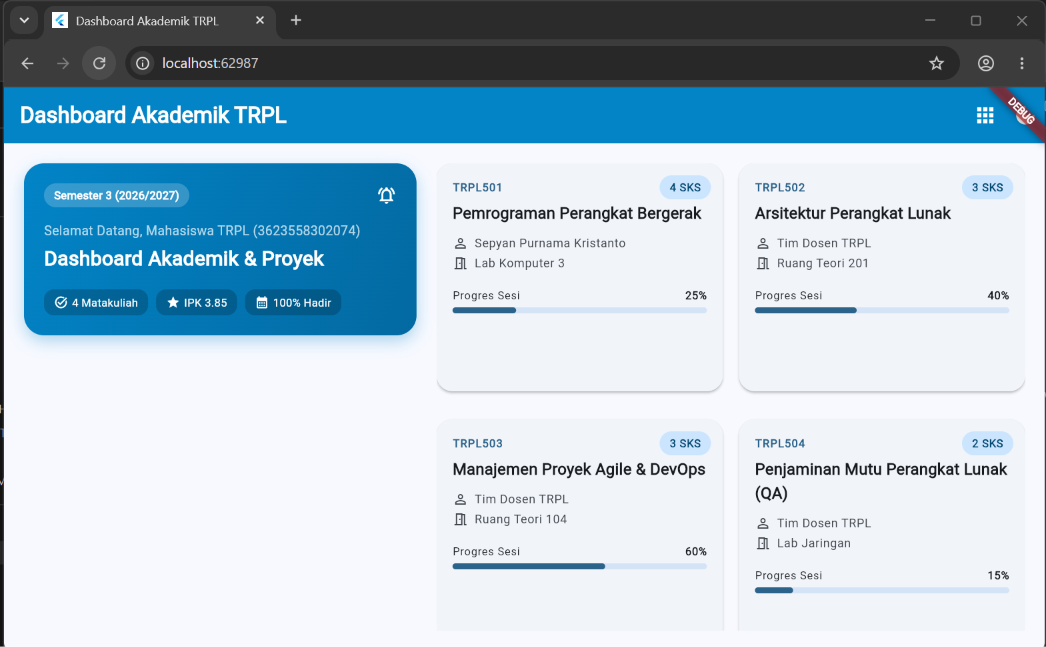 Dashboard Akademik TRPL
localhost:62987
Dashboard Akademik TRPL
DEBUG
Semester 3 (2026/2027)
Selamat Datang, Mahasiswa TRPL (3623558302074)
Dashboard Akademik & Proyek
4 Matakuliah
IPK 3.85
100% Hadir
TRPL501
4 SKS
Pemrograman Perangkat Bergerak
Sepyan Purnama Kristanto
Lab Komputer 3
Progres Sesi
25%
TRPL502
3 SKS
Arsitektur Perangkat Lunak
Tim Dosen TRPL
Ruang Teori 201
Progres Sesi
40%
TRPL503
3 SKS
Manajemen Proyek Agile & DevOps
Tim Dosen TRPL
Ruang Teori 104
Progres Sesi
60%
TRPL504
2 SKS
Penjaminan Mutu Perangkat Lunak
(QA)
Tim Dosen TRPL
Lab Jaringan
Progres Sesi
15%